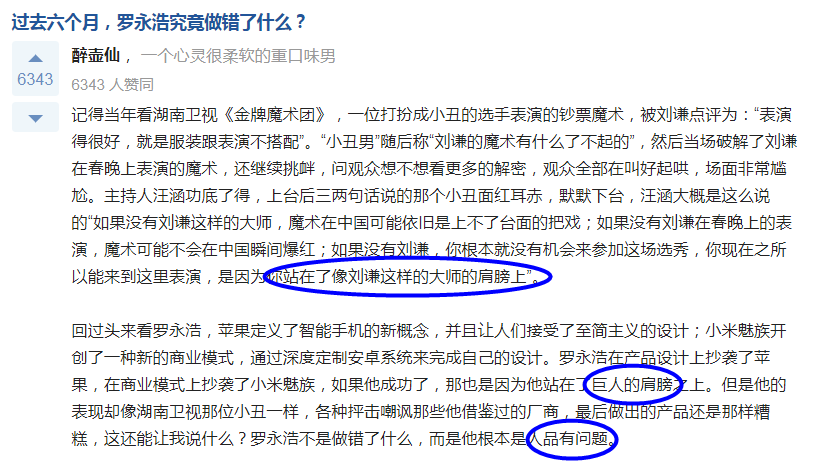 过去六个月，罗永浩究竟做错了什么？
6343
醉壶仙，一个心灵很柔软的重口味男
6343 人赞同
记得当年看湖南卫视《金牌魔术团》，一位打扮成小丑的选手表演的钞票魔术，被刘谦点评为：“表演
得很好，就是服装跟表演不搭配”。“小丑男”随后称“刘谦的魔术有什么了不起的”，然后当场破解了刘谦
在春晚上表演的魔术，还继续挑衅，问观众想不想看更多的解密，观众全部在叫好起哄，场面非常尴
尬。主持人汪涵功底了得，上台后三两句话说的那个小丑面红耳赤，默默下台，汪涵大概是这么说
的“如果没有刘谦这样的大师，魔术在中国可能依旧是上不了台面的把戏；如果没有刘谦在春晚上的表
演，魔术可能不会在中国瞬间爆红；如果没有刘谦，你根本就没有机会来参加这场选秀，你现在之所
以能来到这里表演，是因为你站在了像刘谦这样的大师的肩膀上”。
回过头来看罗永浩，苹果定义了智能手机的新概念，并且让人们接受了至简主义的设计；小米魅族开
创了一种新的商业模式，通过深度定制安卓系统来完成自己的设计。罗永浩在产品设计上抄袭了苹
果，在商业模式上抄袭了小米魅族，如果他成功了，那也是因为他站在了巨人的肩膀之上。但是他的
表现却像湖南卫视那位小丑一样，各种抨击嘲讽那些他借鉴过的厂商，最后做出的产品还是那样糟
糕，这还能让我说什么？罗永浩不是做错了什么，而是他根本是人品有问题。